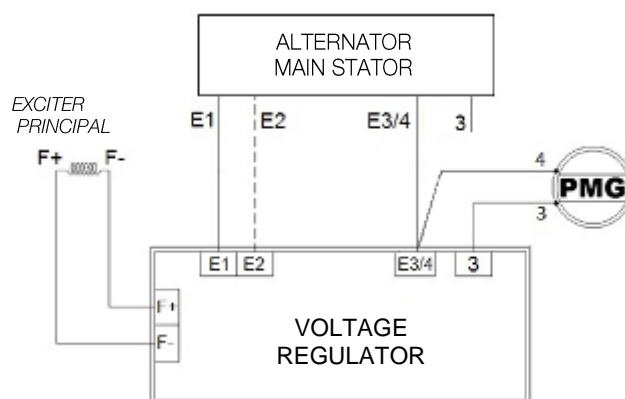 ALTERNATOR
MAIN STATOR
EXCITER
PRINCIPAL
E1
E2
E3/4
3
F+
F-
4
PMG
3
E1
E2
E3/4
3
F+
F-
VOLTAGE
REGULATOR